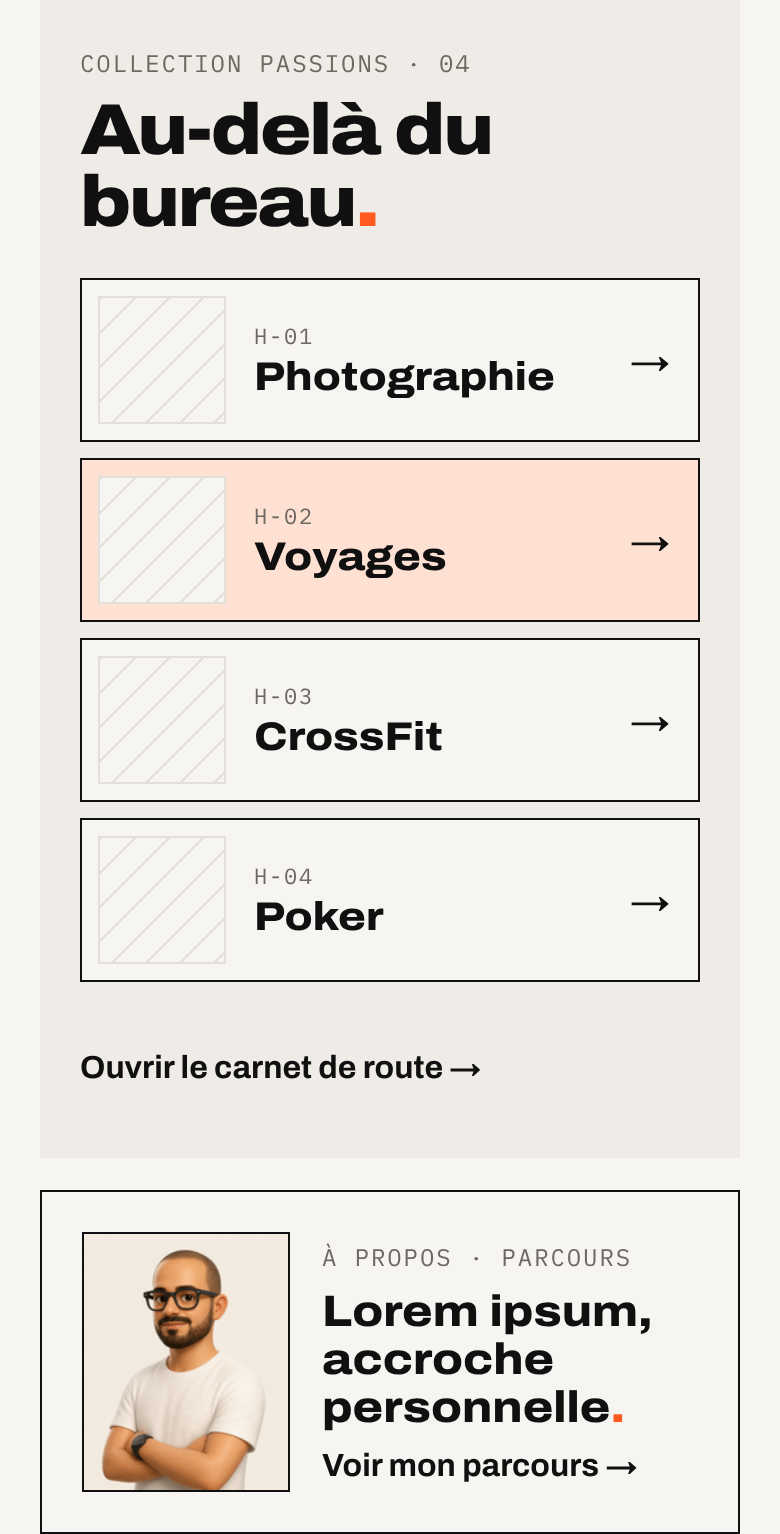 COLLECTION PASSIONS · 04
Au-delà du
bureau.
H-01
Photographie →
H-02
Voyages →
H-03
CrossFit →
H-04
Poker →
Ouvrir le carnet de route →
À PROPOS · PARCOURS
Lorem ipsum,
accroche
personnelle.
Voir mon parcours →